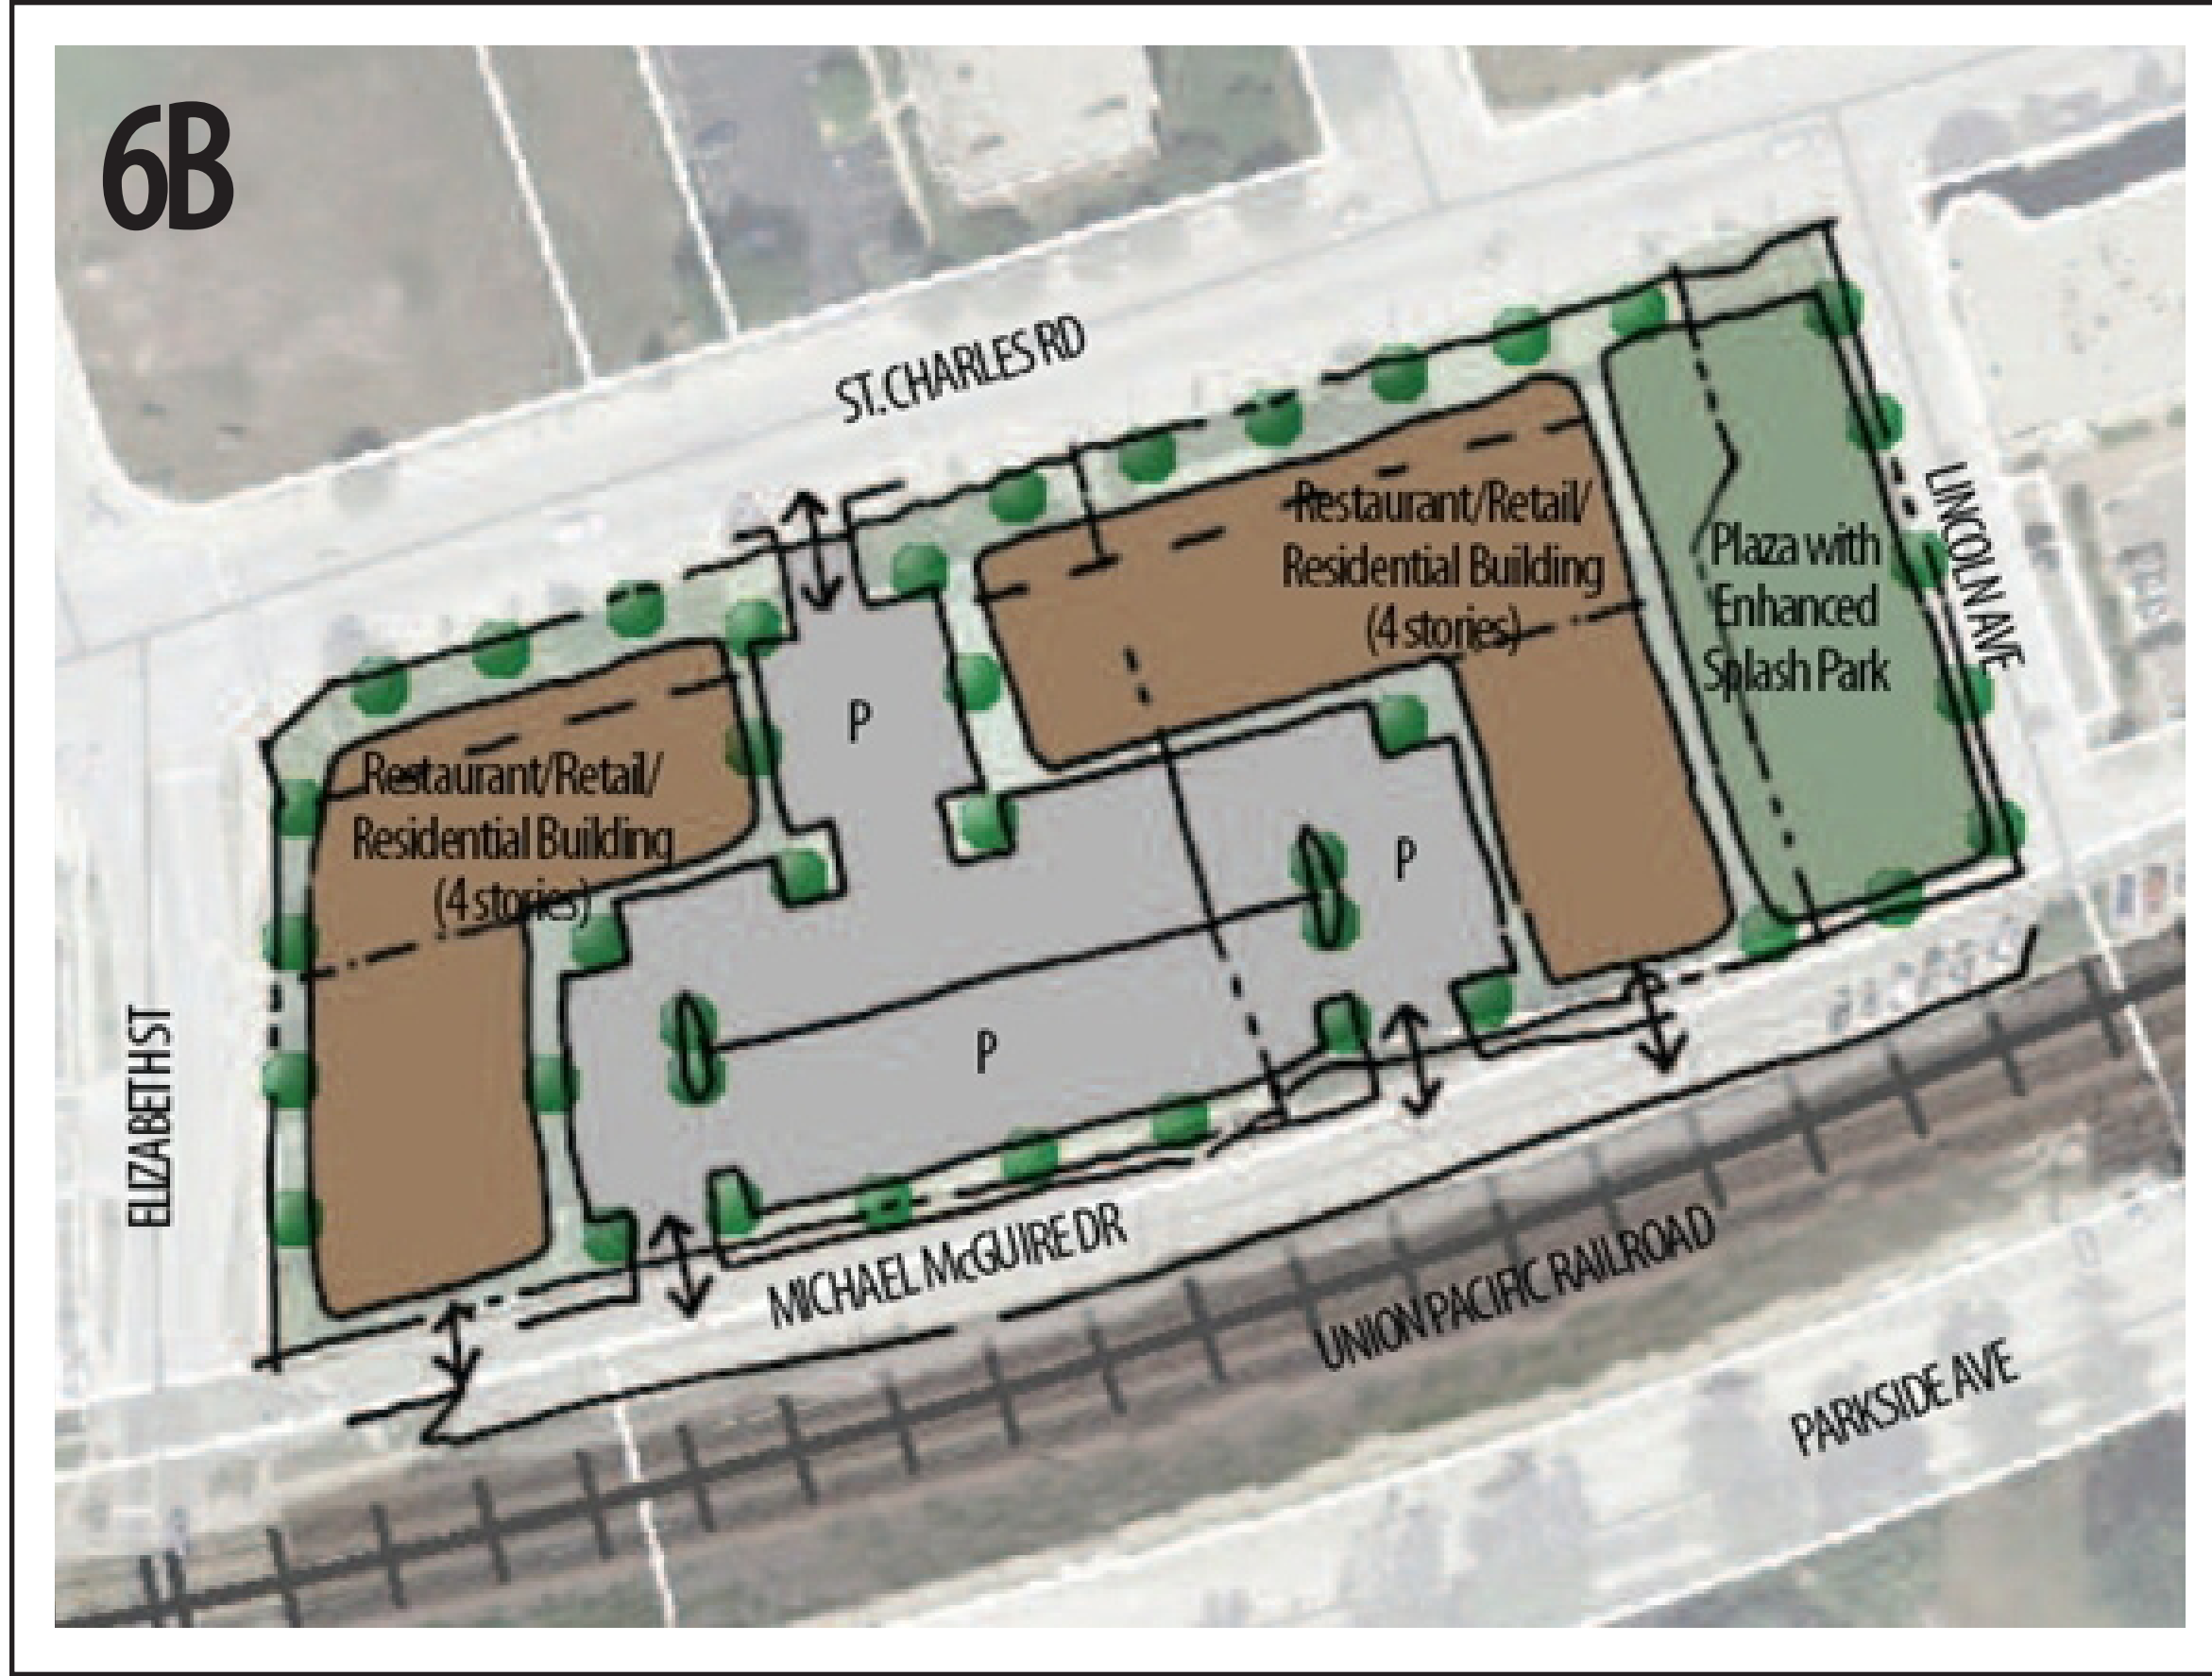 6B
ST. CHARLES RD
Restaurant/Retail/
Residential Building
(4 stories)
Plaza with
Enhanced
Splash Park
LINCOLN AVE
P
Restaurant/Retail/
Residential Building
(4 stories)
P
P
ELIZABETH ST
MICHAEL McGUIRE DR
UNION PACIFIC RAILROAD
PARKSIDE AVE